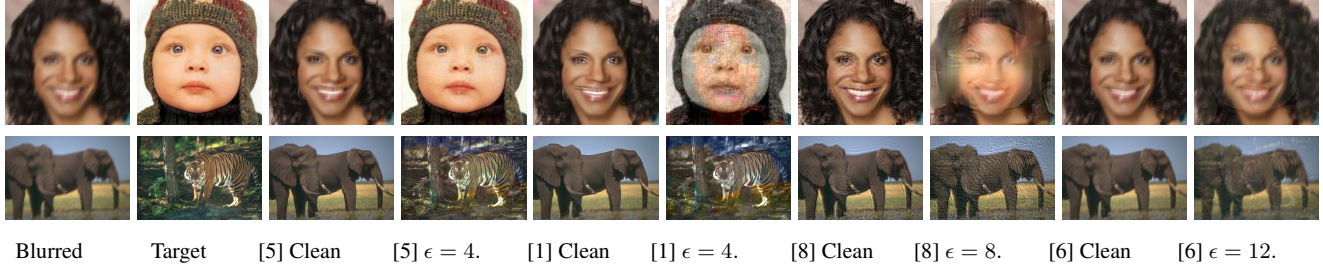 Blurred Target [5] Clean [5] ϵ = 4. [1] Clean [1] ϵ = 4. [8] Clean [8] ϵ = 8. [6] Clean [6] ϵ = 12.